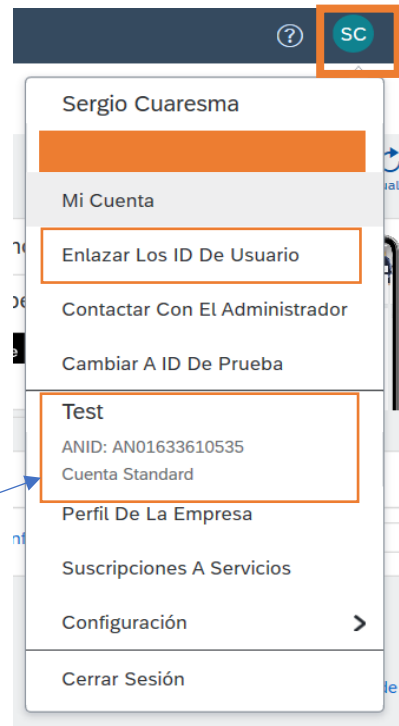 SC
Sergio Cuaresma
Mi Cuenta
Enlazar Los ID De Usuario
Contactar Con El Administrador
Cambiar A ID De Prueba
Test
ANID: AN01633610535
Cuenta Standard
Perfil De La Empresa
Suscripciones A Servicios
Configuración
Cerrar Sesión